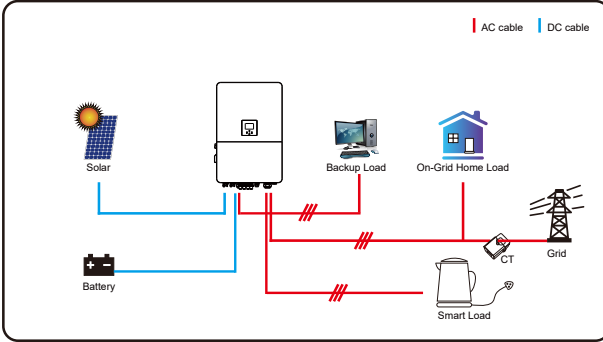 AC cable
DC cable
Solar
Backup Load
On-Grid Home Load
Battery
CT
Grid
Smart Load